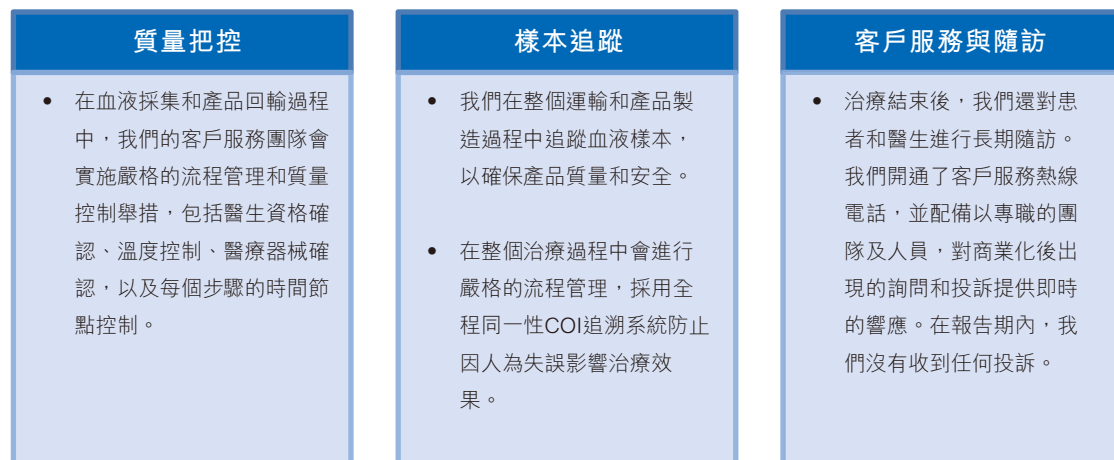 質量把控
• 在血液採集和產品回輸過程
中，我們的客戶服務團隊會
實施嚴格的流程管理和質量
控制舉措，包括醫生資格確
認、溫度控制、醫療器械確
認，以及每個步驟的時間節
點控制。
樣本追蹤
• 我們在整個運輸和產品製
造過程中追蹤血液樣本，
以確保產品質量和安全。
• 在整個治療過程中會進行
嚴格的流程管理，採用全
程同一性COI追溯系統防止
因人為失誤影響治療效
果。
客戶服務與隨訪
• 治療結束後，我們還對患
者和醫生進行長期隨訪。
我們開通了客戶服務熱線
電話，並配備以專職的團
隊及人員，對商業化後出
現的詢問和投訴提供即時
的響應。在報告期內，我
們沒有收到任何投訴。